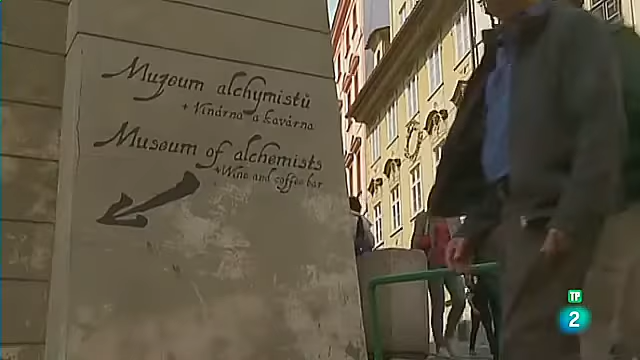 Muzeum alchymistů
+ Vinárna a kavárna
Museum of alchemists
+ Wine and coffee bar
TP
2